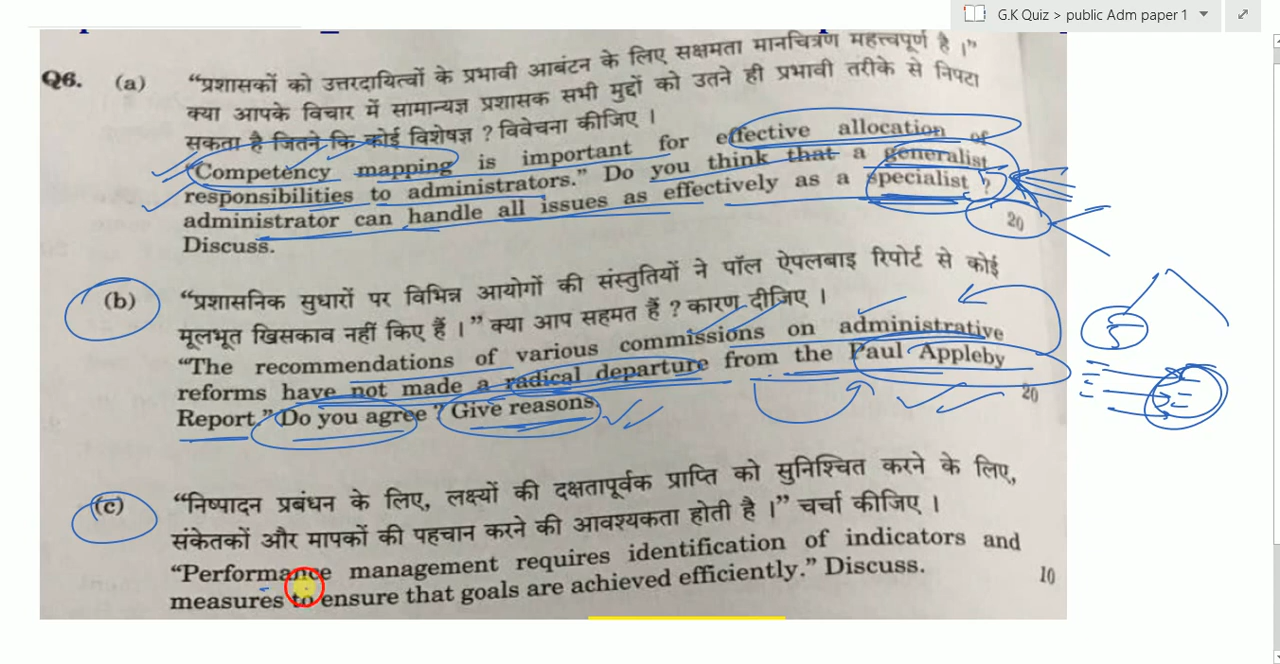 G.K Quiz > public Adm paper 1
Q6. (a) “प्रशासकों को उत्तरदायित्वों के प्रभावी आबंटन के लिए सक्षमता मानचित्रण महत्त्वपूर्ण है ।”
क्या आपके विचार में सामान्यज्ञ प्रशासक सभी मुद्दों को उतने ही प्रभावी तरीके से निपटा
सकता है जितने कि कोई विशेषज्ञ ? विवेचना कीजिए ।
“Competency mapping is important for effective allocation of
responsibilities to administrators.” Do you think that a generalist
administrator can handle all issues as effectively as a specialist ?
Discuss. 20
(b) “प्रशासनिक सुधारों पर विभिन्न आयोगों की संस्तुतियों ने पॉल ऐपलबाइ रिपोर्ट से कोई
मूलभूत खिसकाव नहीं किए हैं ।” क्या आप सहमत हैं ? कारण दीजिए ।
“The recommendations of various commissions on administrative
reforms have not made a radical departure from the Paul Appleby
Report.” Do you agree ? Give reasons. 20
(c) “निष्पादन प्रबंधन के लिए, लक्ष्यों की दक्षतापूर्वक प्राप्ति को सुनिश्चित करने के लिए,
संकेतकों और मापकों की पहचान करने की आवश्यकता होती है ।” चर्चा कीजिए ।
“Performance management requires identification of indicators and
measures to ensure that goals are achieved efficiently.” Discuss. 10